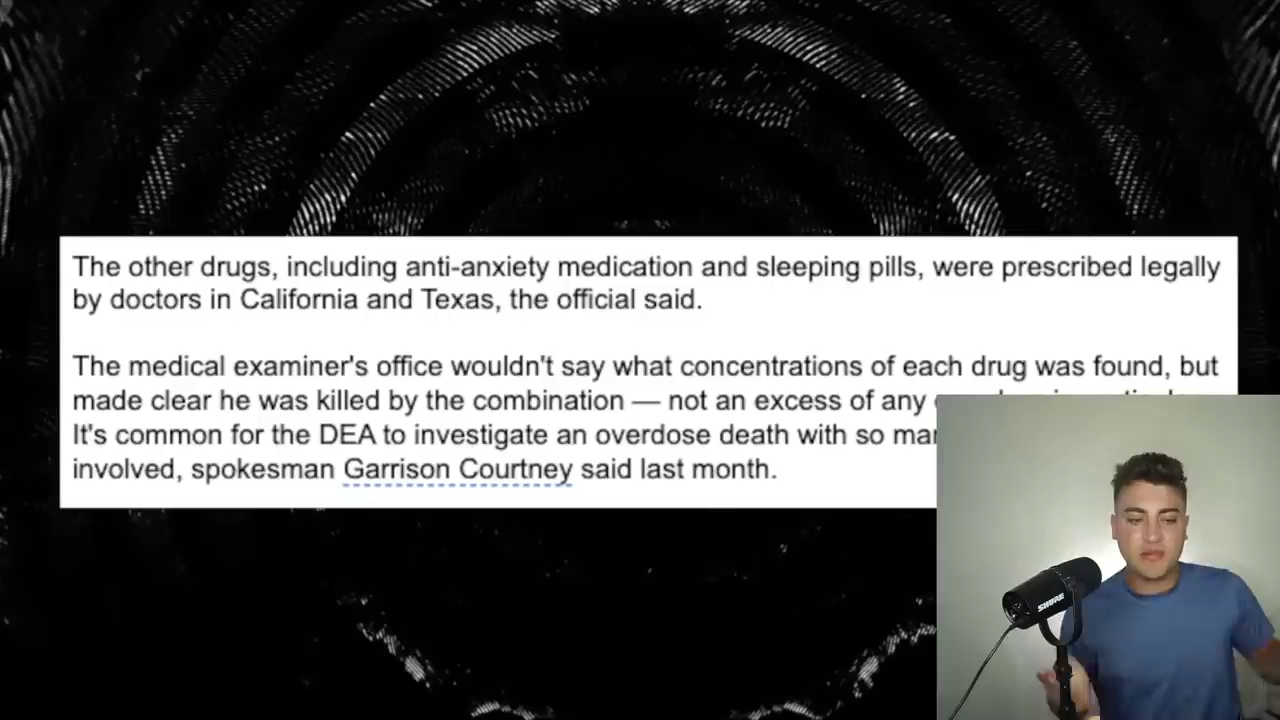 The other drugs, including anti-anxiety medication and sleeping pills, were prescribed legally
by doctors in California and Texas, the official said.
The medical examiner's office wouldn't say what concentrations of each drug was found, but
made clear he was killed by the combination — not an excess of any
It's common for the DEA to investigate an overdose death with so
involved, spokesman Garrison Courtney said last month.
SHURE